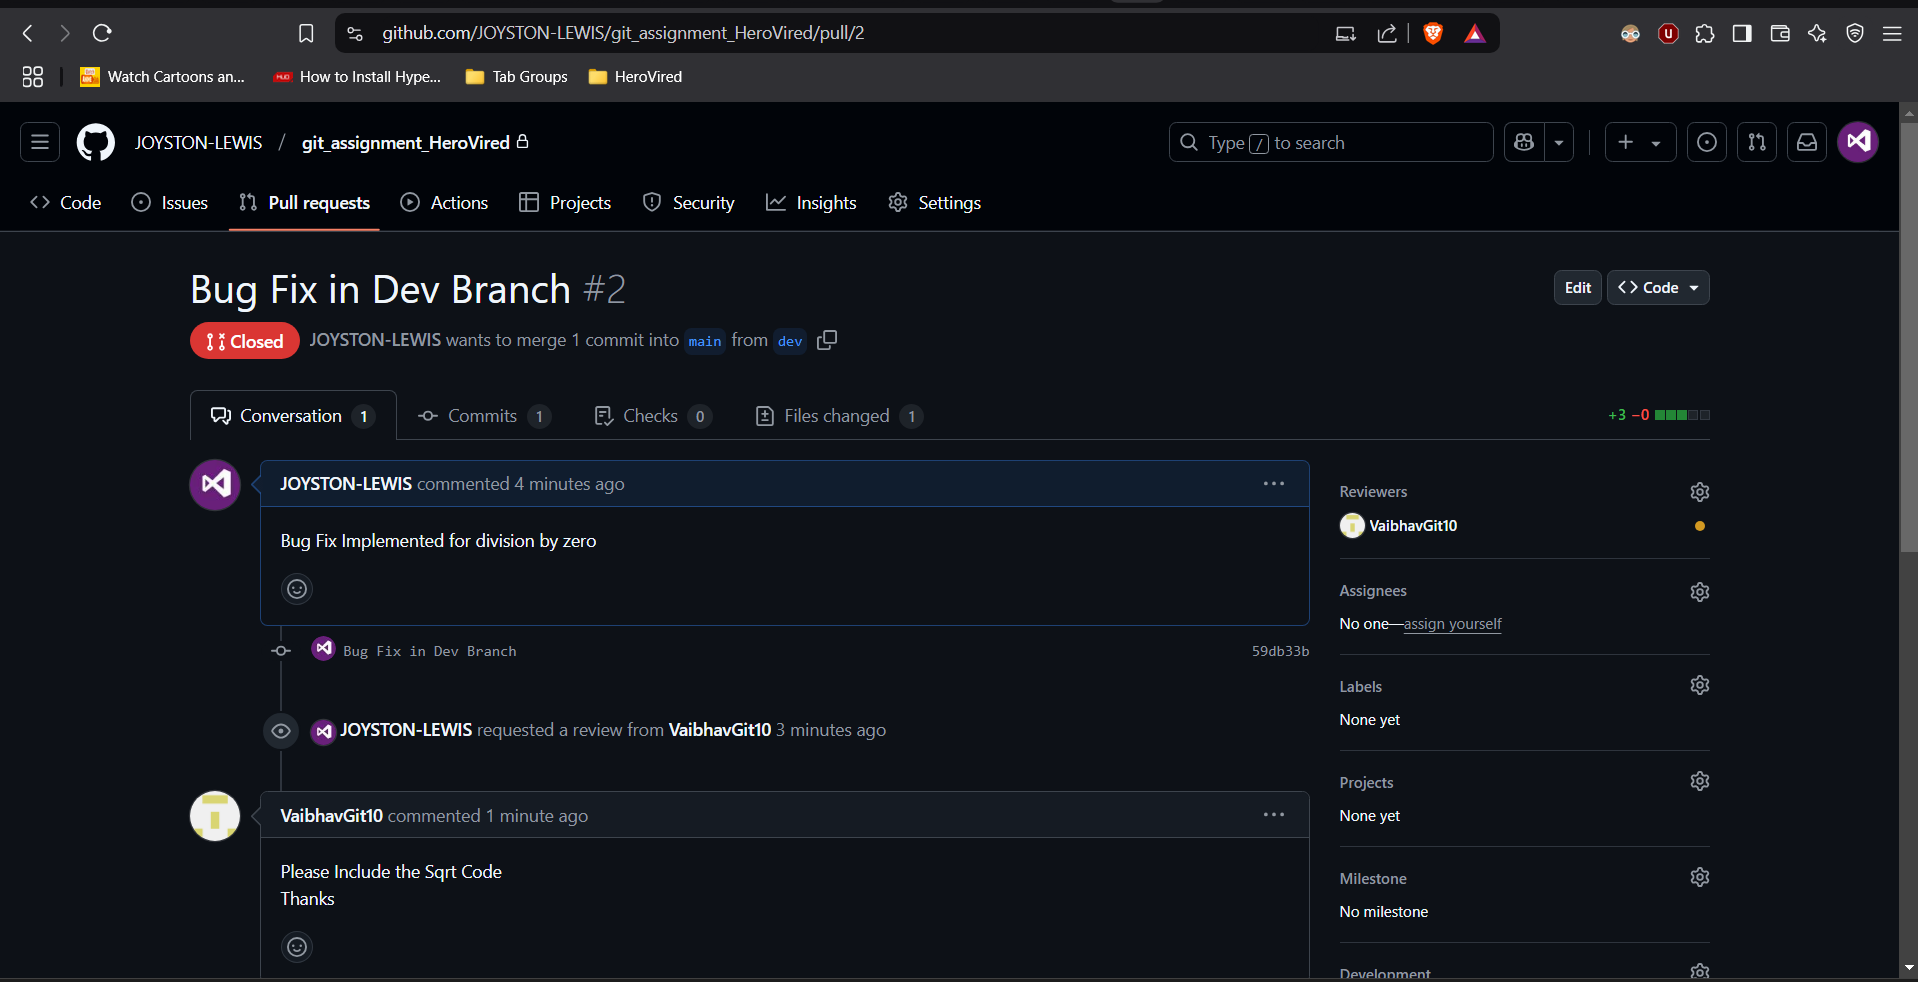 github.com/JOYSTON-LEWIS/git_assignment_HeroVired/pull/2
Watch Cartoons an... How to Install Hype... Tab Groups HeroVired
JOYSTON-LEWIS / git_assignment_HeroVired
Type / to search
Code Issues Pull requests Actions Projects Security Insights Settings
Bug Fix in Dev Branch #2
Edit Code
Closed JOYSTON-LEWIS wants to merge 1 commit into main from dev
Conversation 1 Commits 1 Checks 0 Files changed 1
+3 −0
JOYSTON-LEWIS commented 4 minutes ago
Bug Fix Implemented for division by zero
Bug Fix in Dev Branch 59db33b
JOYSTON-LEWIS requested a review from VaibhavGit10 3 minutes ago
VaibhavGit10 commented 1 minute ago
Please Include the Sqrt Code
Thanks
Reviewers
VaibhavGit10
Assignees
No one—assign yourself
Labels
None yet
Projects
None yet
Milestone
No milestone
Development